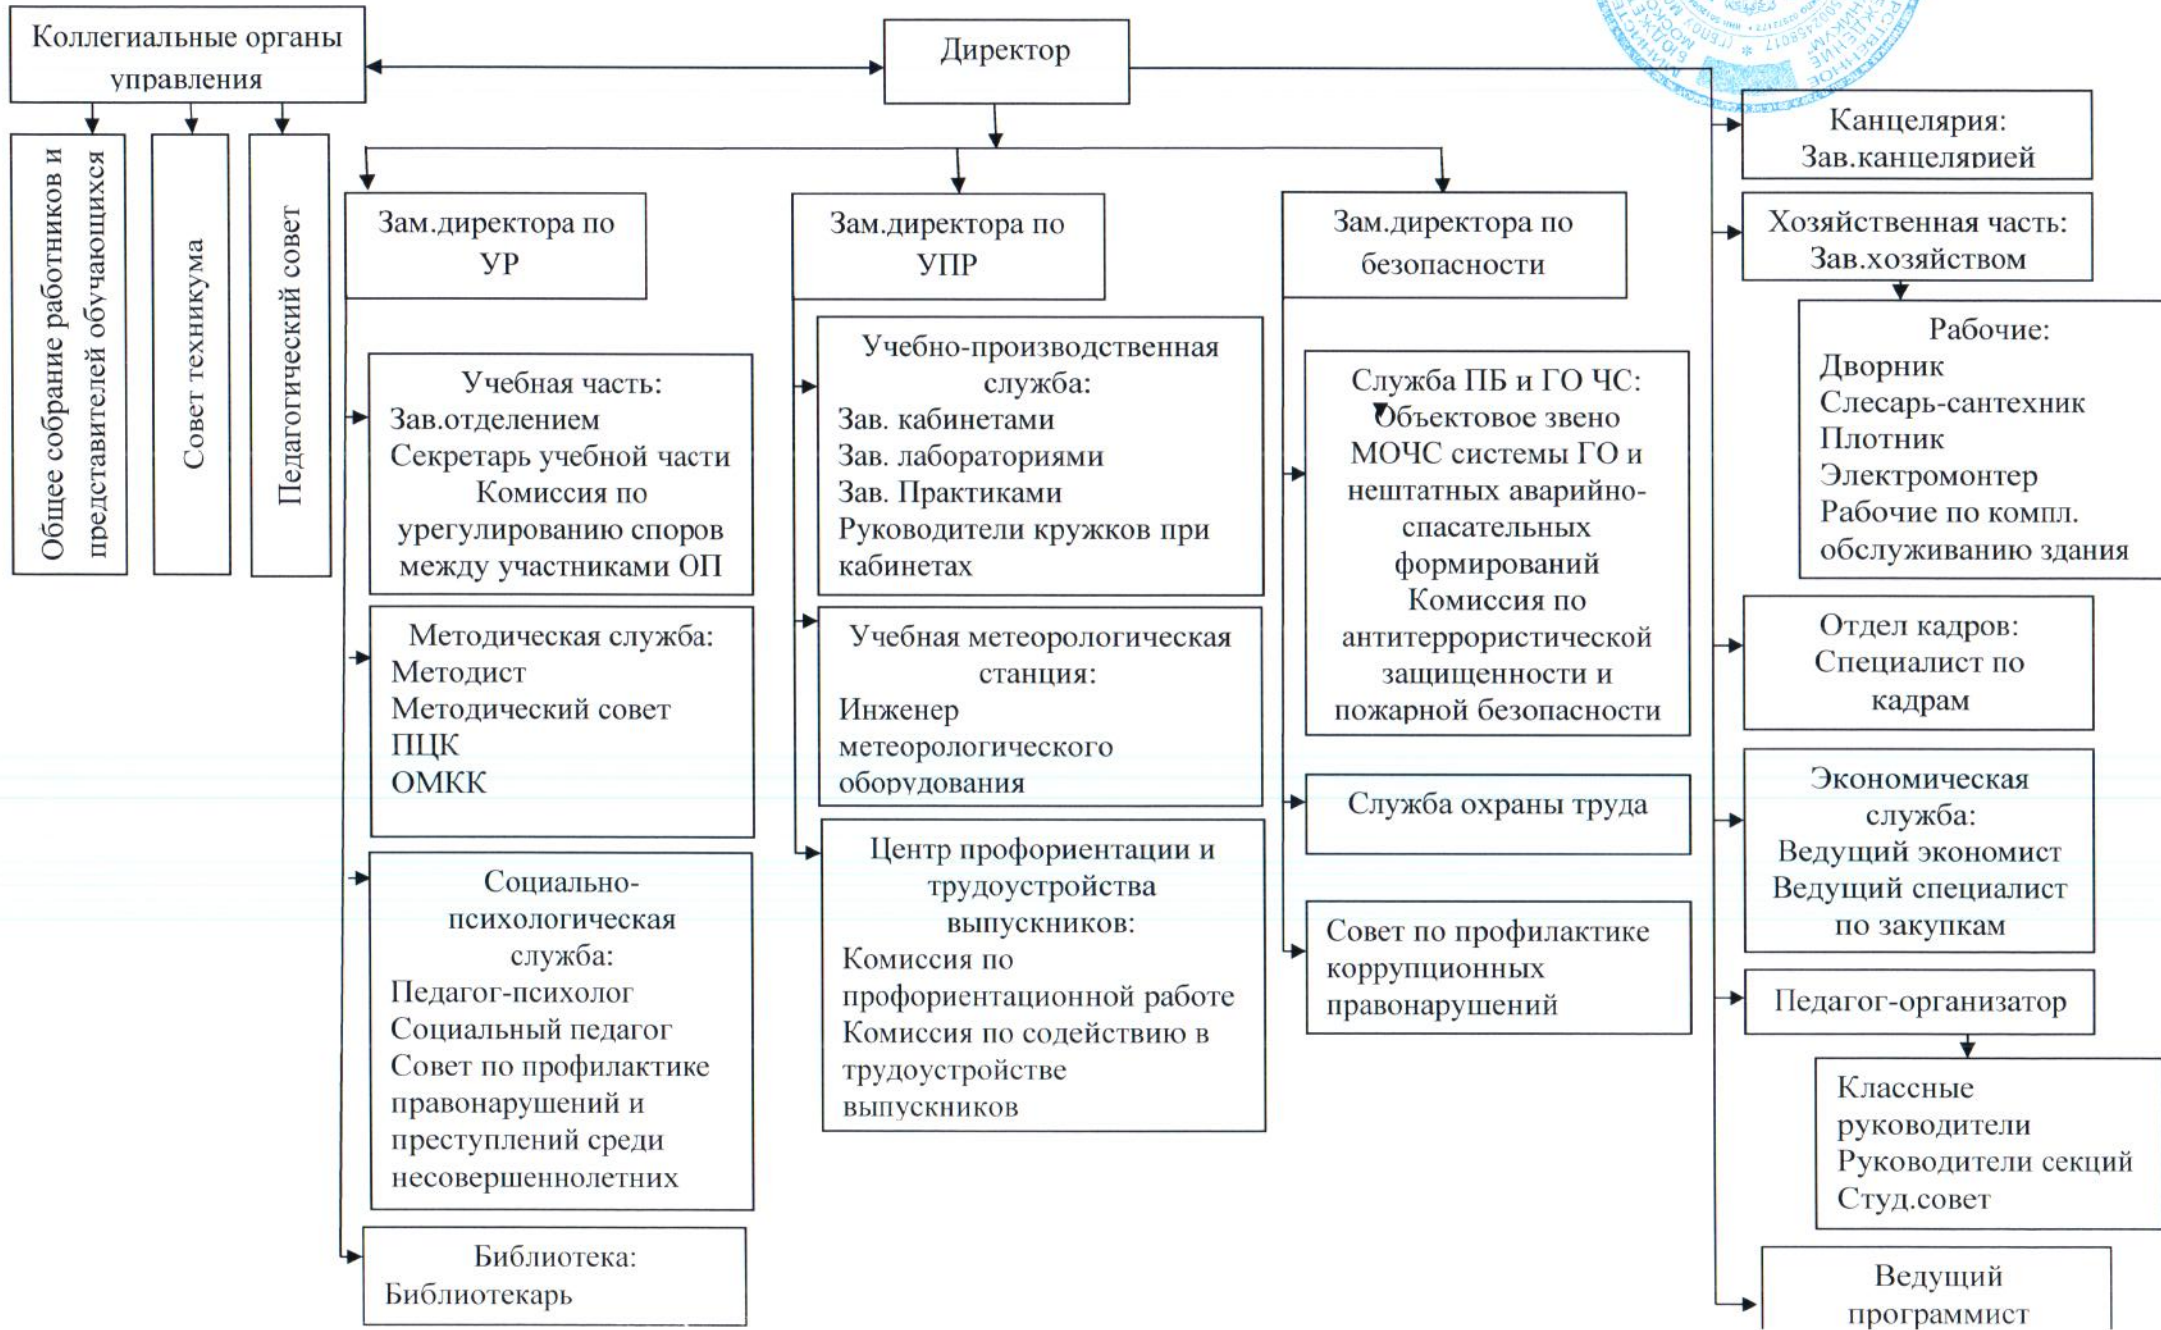 Коллегиальные органы
управления
Директор
Общее собрание работников и
представителей обучающихся
Совет техникума
Педагогический совет
Зам.директора по
УР
Учебная часть:
Зав.отделением
Секретарь учебной части
Комиссия по
урегулированию споров
между участниками ОП
Методическая служба:
Методист
Методический совет
ПЦК
ОМКК
Социально-
психологическая
служба:
Педагог-психолог
Социальный педагог
Совет по профилактике
правонарушений и
преступлений среди
несовершеннолетних
Библиотека:
Библиотекарь
Зам.директора по
УПР
Учебно-производственная
служба:
Зав. кабинетами
Зав. лабораториями
Зав. Практиками
Руководители кружков при
кабинетах
Учебная метеорологическая
станция:
Инженер
метеорологического
оборудования
Центр профориентации и
трудоустройства
выпускников:
Комиссия по
профориентационной работе
Комиссия по содействию в
трудоустройстве
выпускников
Зам.директора по
безопасности
Служба ПБ и ГО ЧС:
Объектовое звено
МОЧС системы ГО и
нештатных аварийно-
спасательных
формирований
Комиссия по
антитеррористической
защищенности и
пожарной безопасности
Служба охраны труда
Совет по профилактике
коррупционных
правонарушений
Канцелярия:
Зав.канцелярией
Хозяйственная часть:
Зав.хозяйством
Рабочие:
Дворник
Слесарь-сантехник
Плотник
Электромонтер
Рабочие по компл.
обслуживанию здания
Отдел кадров:
Специалист по
кадрам
Экономическая
служба:
Ведущий экономист
Ведущий специалист
по закупкам
Педагог-организатор
Классные
руководители
Руководители секций
Студ.совет
Ведущий
программист